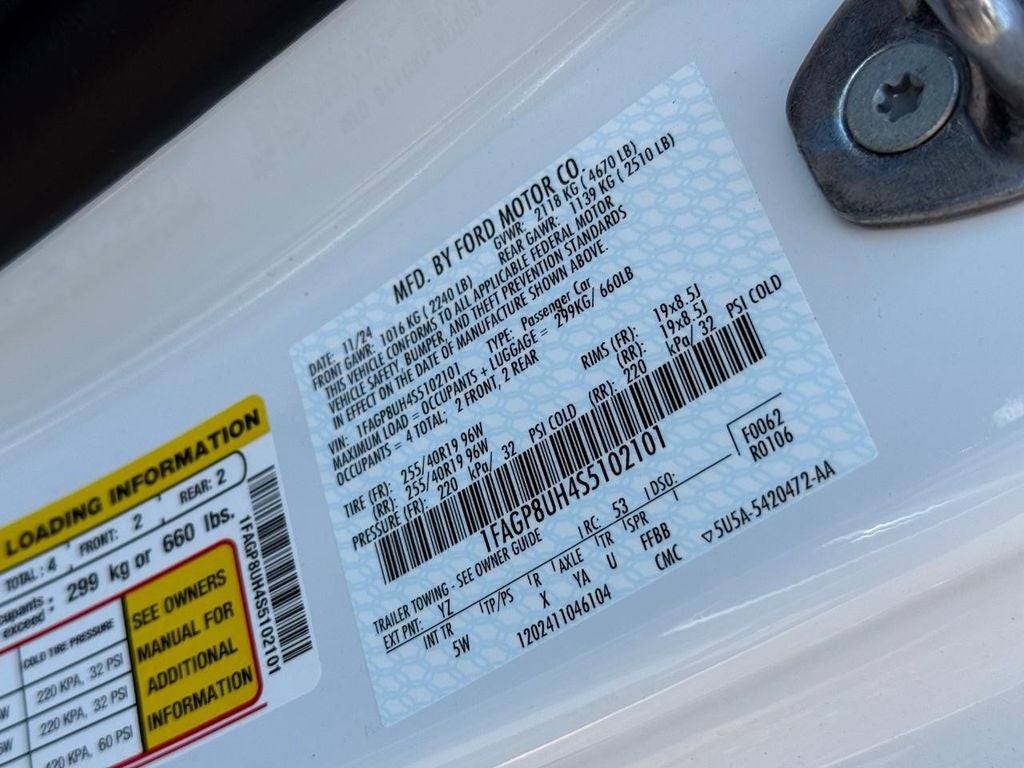 MFD. BY FORD MOTOR CO.
DATE: 11/24 GVWR: 2118 KG ( 4670 LB)
FRONT GAWR: 1016 KG ( 2240 LB) REAR GAWR: 1139 KG ( 2510 LB)
THIS VEHICLE CONFORMS TO ALL APPLICABLE FEDERAL MOTOR
VEHICLE SAFETY, BUMPER, AND THEFT PREVENTION STANDARDS
IN EFFECT ON THE DATE OF MANUFACTURE SHOWN ABOVE.
VIN: 1FAGP8UH4S5102101 TYPE: Passenger Car
MAXIMUM LOAD = OCCUPANTS + LUGGAGE = 299KG/ 660LB
OCCUPANTS = 4 TOTAL, 2 FRONT, 2 REAR
TIRE (FR): 255/40R19 96W RIMS (FR): 19x8.5J
(RR): 255/40R19 96W (RR): 19x8.5J
PRESSURE (FR): 220 kPa/ 32 PSI COLD (RR): 220 kPa/ 32 PSI COLD
1FAGP8UH4S5102101
TRAILER TOWING - SEE OWNER GUIDE
EXT PNT: YZ RC: 53 DSO: F0062
R0106
INT TR TP/PS R AXLE TR SPR
5W X YA U FFBB
120241104 6104 CMC ▽5U5A-5420472-AA
LOADING INFORMATION
TOTAL : 4 FRONT: 2 REAR: 2
cupants
exceed : 299 kg or 660 lbs.
COLD TIRE PRESSURE
220 KPA, 32 PSI
220 KPA, 32 PSI
420 KPA, 60 PSI
SEE OWNERS
MANUAL FOR
ADDITIONAL
INFORMATION
1FAGP8UH4S5102101